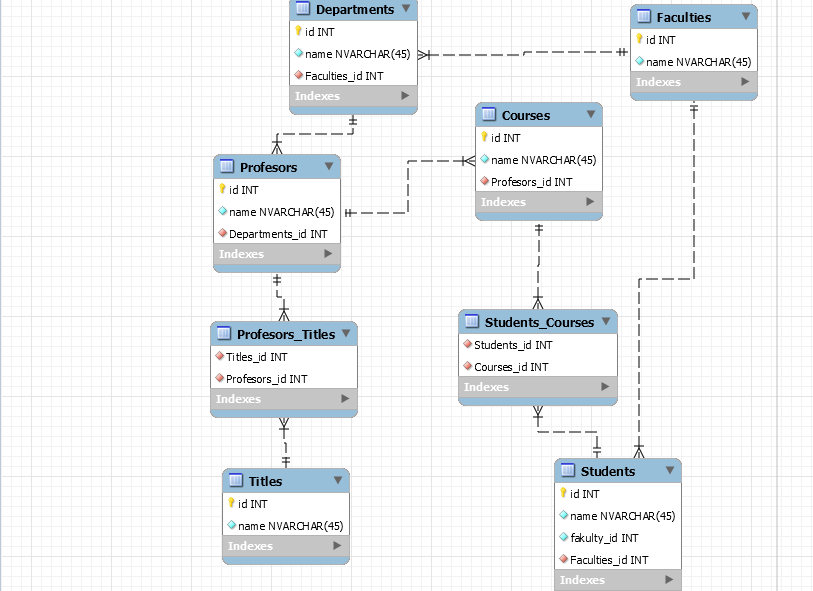 Departments
id INT
name NVARCHAR(45)
Faculties_id INT
Indexes
Faculties
id INT
name NVARCHAR(45)
Indexes
Courses
id INT
name NVARCHAR(45)
Profesors_id INT
Indexes
Profesors
id INT
name NVARCHAR(45)
Departments_id INT
Indexes
Profesors_Titles
Titles_id INT
Profesors_id INT
Indexes
Students_Courses
Students_id INT
Courses_id INT
Indexes
Titles
id INT
name NVARCHAR(45)
Indexes
Students
id INT
name NVARCHAR(45)
fakulty_id INT
Faculties_id INT
Indexes